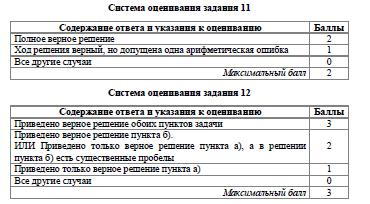 Система оценивания задания 11
Содержание ответа и указания к оцениванию Баллы
Полное верное решение 2
Ход решения верный, но допущена одна арифметическая ошибка 1
Все другие случаи 0
Максимальный балл 2
Система оценивания задания 12
Содержание ответа и указания к оцениванию Баллы
Приведено верное решение обоих пунктов задачи 3
Приведено верное решение пункта б).
ИЛИ Приведено только верное решение пункта а), а в решении 2
пункта б) есть существенные пробелы
Приведено только верное решение пункта а) 1
Все другие случаи 0
Максимальный балл 3